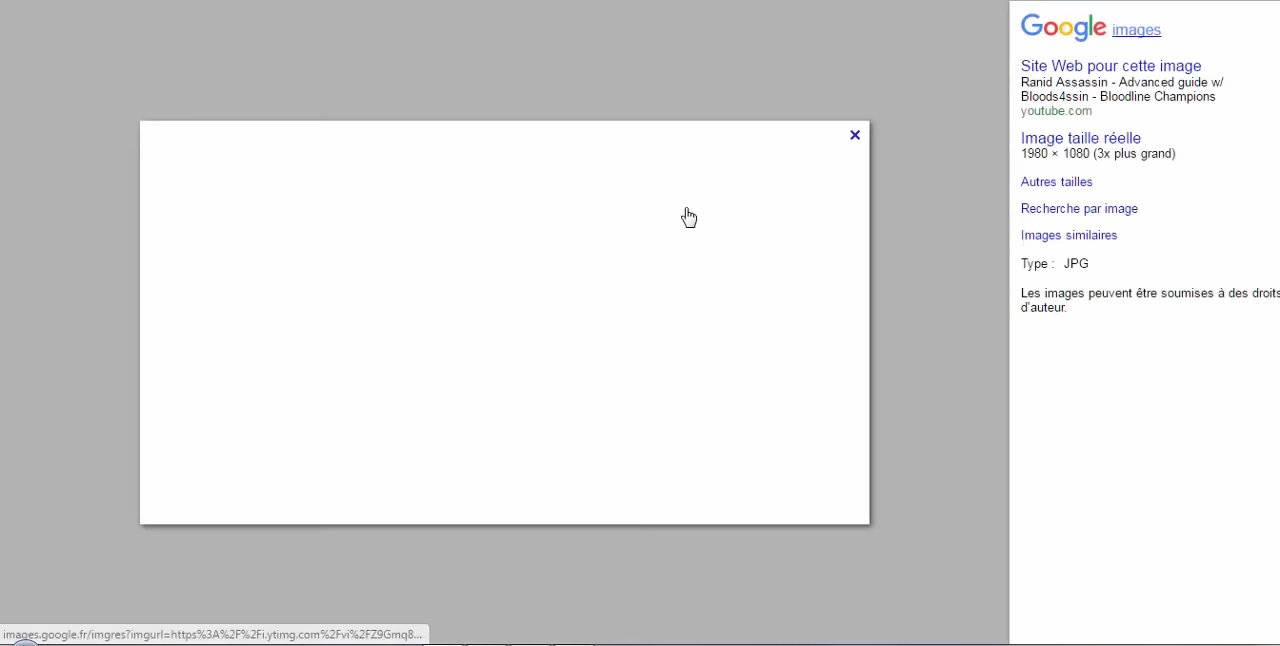 Google images
Site Web pour cette image
Ranid Assassin - Advanced guide w/
Bloods4ssin - Bloodline Champions
youtube.com
Image taille réelle
1980 × 1080 (3x plus grand)
Autres tailles
Recherche par image
Images similaires
Type : JPG
Les images peuvent être soumises à des droits
d'auteur.
images.google.fr/imgres?imgurl=https%3A%2F%2Fi.ytimg.com%2Fvi%2FZ9Gmq8...